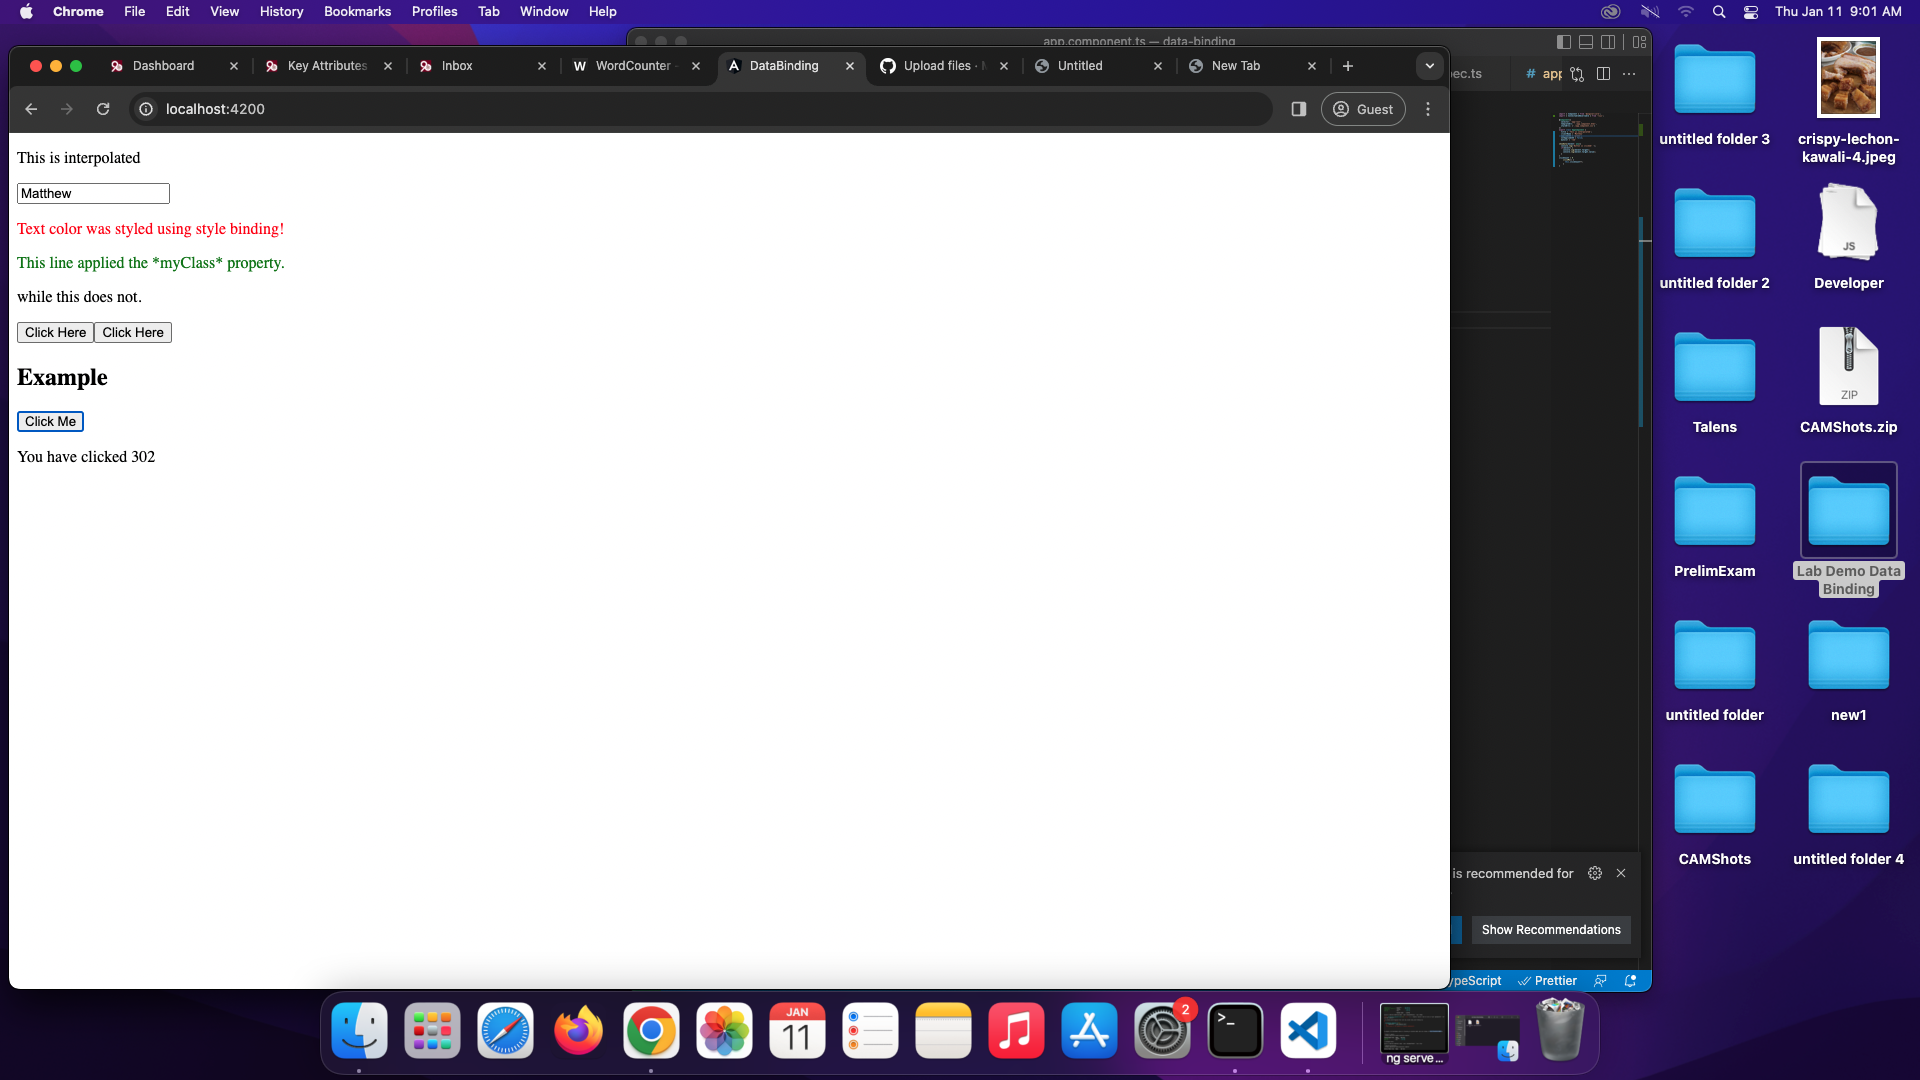 Chrome File Edit View History Bookmarks Profiles Tab Window Help
Thu Jan 11 9:01 AM
app.component.ts — data-binding
Dashboard
Key Attributes
Inbox
W WordCounter -
DataBinding
Upload files ·
Untitled
New Tab
ec.ts
# app
localhost:4200
Guest
This is interpolated
Matthew
Text color was styled using style binding!
This line applied the *myClass* property.
while this does not.
Click Here Click Here
Example
Click Me
You have clicked 302
is recommended for
Show Recommendations
ypeScript
Prettier
untitled folder 3
crispy-lechon-
kawali-4.jpeg
untitled folder 2
JS
Developer
Talens
ZIP
CAMShots.zip
PrelimExam
Lab Demo Data
Binding
untitled folder
new1
CAMShots
untitled folder 4
JAN
11
2
>_
ng serve...